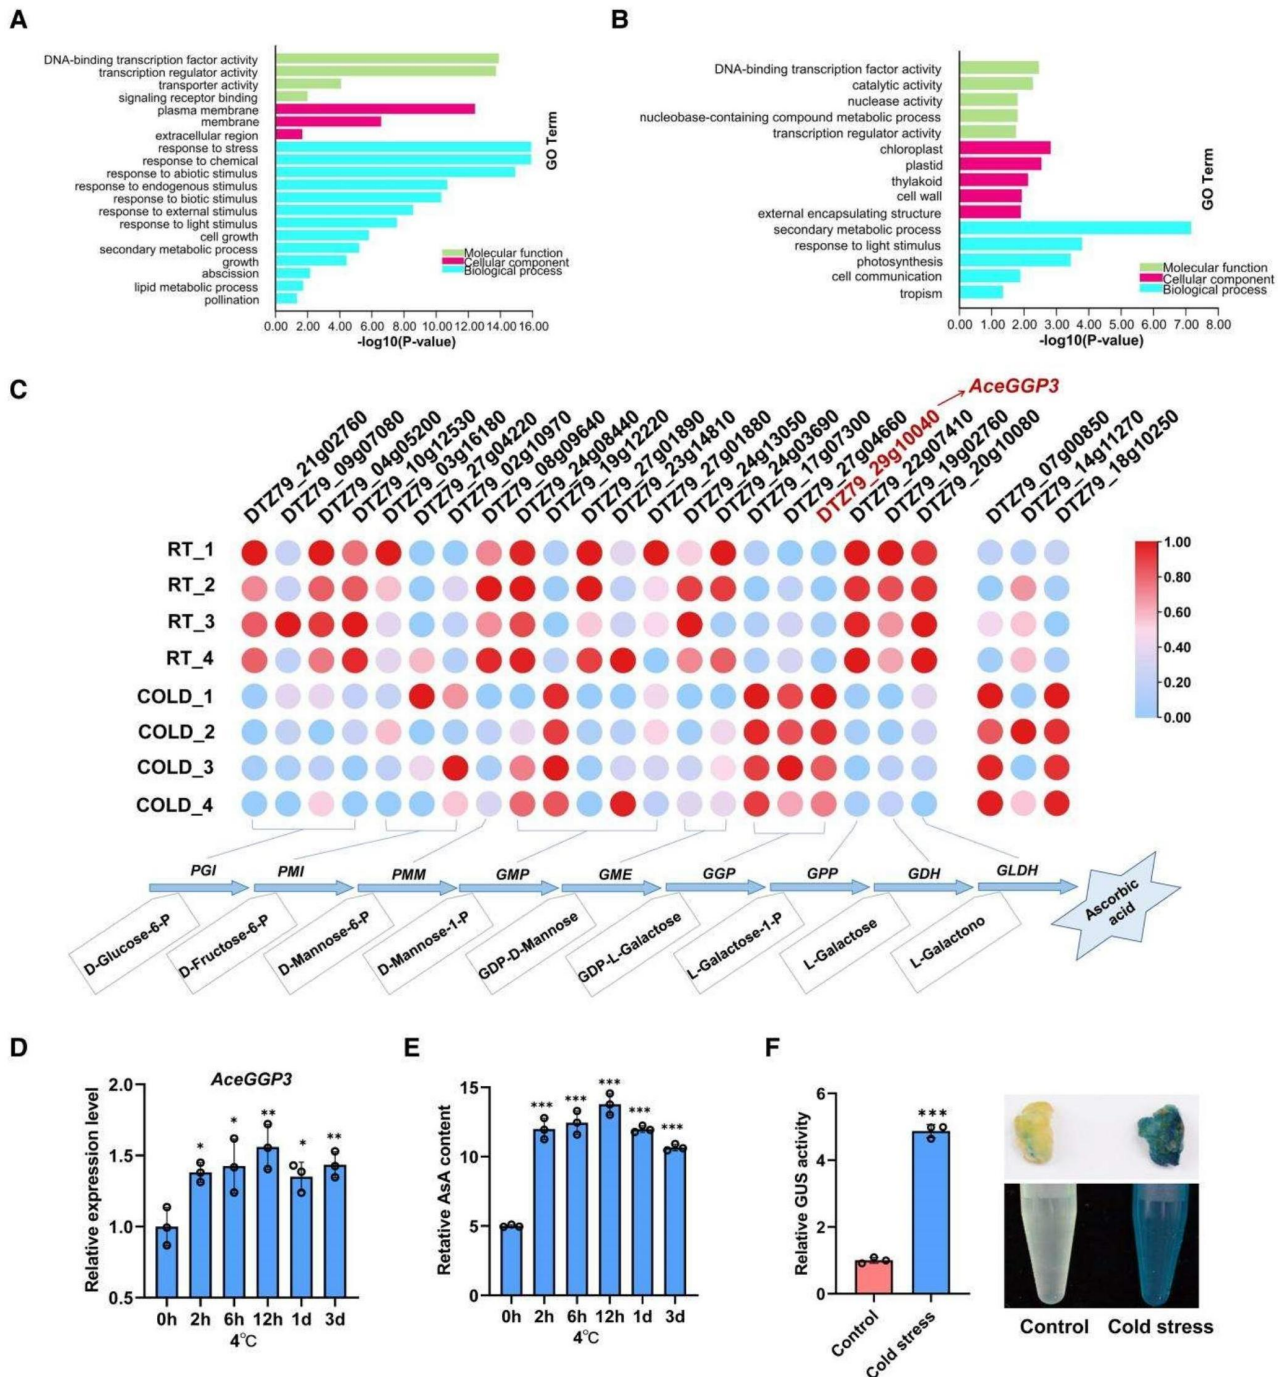 A
DNA-binding transcription factor activity
transcription regulator activity
transporter activity
signaling receptor binding
plasma membrane
membrane
extracellular region
response to stress
response to chemical
response to abiotic stimulus
response to endogenous stimulus
response to biotic stimulus
response to external stimulus
response to light stimulus
cell growth
secondary metabolic process
growth
abscission
lipid metabolic process
pollination
GO Term
Molecular function
Cellular component
Biological process
0.00 2.00 4.00 6.00 8.00 10.00 12.00 14.00 16.00
-log10(P-value)
B
DNA-binding transcription factor activity
catalytic activity
nuclease activity
nucleobase-containing compound metabolic process
transcription regulator activity
chloroplast
plastid
thylakoid
cell wall
external encapsulating structure
secondary metabolic process
response to light stimulus
photosynthesis
cell communication
tropism
GO Term
Molecular function
Cellular component
Biological process
0.00 1.00 2.00 3.00 4.00 5.00 6.00 7.00 8.00
-log10(P-value)
C
AceGGP3
DTZ79_21g02760
DTZ79_09g07080
DTZ79_04g05200
DTZ79_10g12530
DTZ79_03g16180
DTZ79_27g04220
DTZ79_02g10970
DTZ79_08g09640
DTZ79_24g08440
DTZ79_19g12220
DTZ79_27g01890
DTZ79_23g14810
DTZ79_27g01880
DTZ79_24g13050
DTZ79_24g03690
DTZ79_17g07300
DTZ79_27g04660
DTZ79_29g10040
DTZ79_22g07410
DTZ79_19g02760
DTZ79_20g10080
DTZ79_07g00850
DTZ79_14g11270
DTZ79_18g10250
RT_1
RT_2
RT_3
RT_4
COLD_1
COLD_2
COLD_3
COLD_4
1.00
0.80
0.60
0.40
0.20
0.00
PGI PMI PMM GMP GME GGP GPP GDH GLDH
D-Glucose-6-P
D-Fructose-6-P
D-Mannose-6-P
D-Mannose-1-P
GDP-D-Mannose
GDP-L-Galactose
L-Galactose-1-P
L-Galactose
L-Galactono
Ascorbic
acid
D
AceGGP3
Relative expression level
2.0
1.5
1.0
0.5
* * ** * **
0h 2h 6h 12h 1d 3d
4℃
E
Relative AsA content
15
10
5
0
*** *** *** *** ***
0h 2h 6h 12h 1d 3d
4℃
F
Relative GUS activity
6
4
2
0
***
Control
Cold stress
Control Cold stress